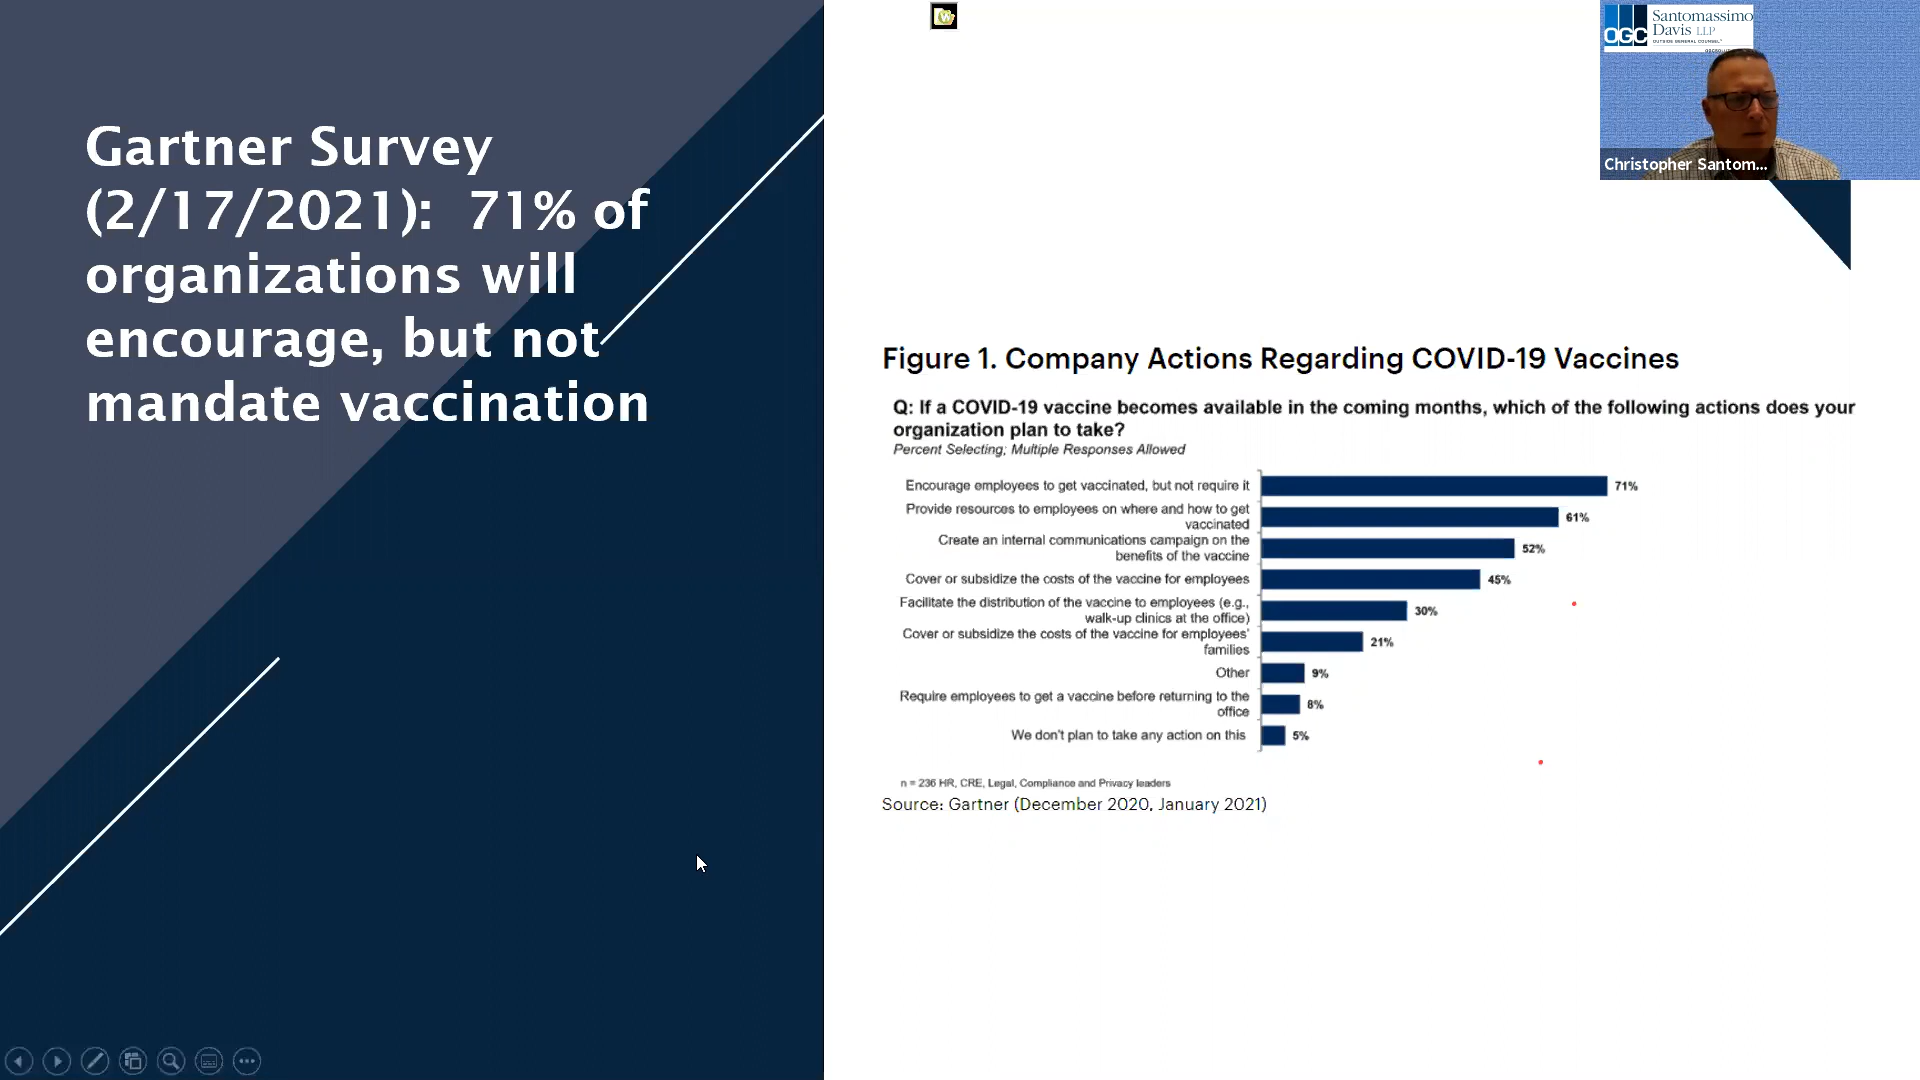 Gartner Survey
(2/17/2021):  71% of
organizations will
encourage, but not
mandate vaccination
OGC
Santomassimo
Davis LLP
OUTSIDE GENERAL COUNSEL
Christopher Santom...
Figure 1. Company Actions Regarding COVID-19 Vaccines
Q: If a COVID-19 vaccine becomes available in the coming months, which of the following actions does your
organization plan to take?
Percent Selecting; Multiple Responses Allowed
Encourage employees to get vaccinated, but not require it 71%
Provide resources to employees on where and how to get
vaccinated 61%
Create an internal communications campaign on the
benefits of the vaccine 52%
Cover or subsidize the costs of the vaccine for employees 45%
Facilitate the distribution of the vaccine to employees (e.g.,
walk-up clinics at the office) 30%
Cover or subsidize the costs of the vaccine for employees'
families 21%
Other 9%
Require employees to get a vaccine before returning to the
office 8%
We don't plan to take any action on this 5%
n = 236 HR, CRE, Legal, Compliance and Privacy leaders
Source: Gartner (December 2020, January 2021)